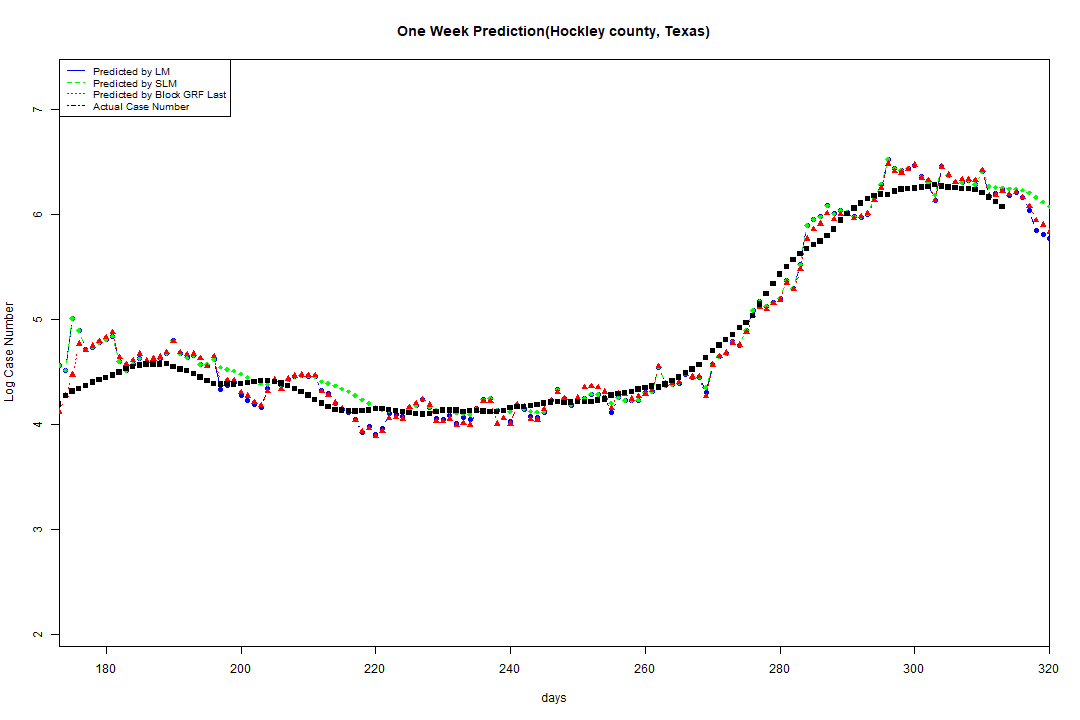 One Week Prediction(Hockley county, Texas)
Predicted by LM
Predicted by SLM
Predicted by Block GRF Last
Actual Case Number
7
6
5
4
3
2
Log Case Number
180 200 220 240 260 280 300 320
days